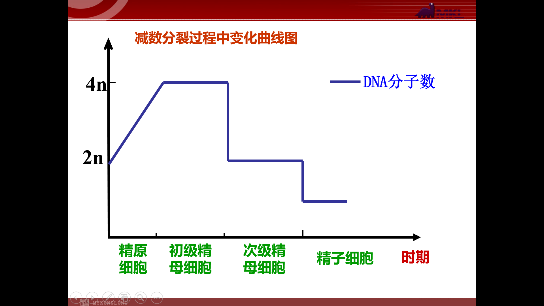 减数分裂过程中变化曲线图
4n
DNA分子数
2n
精原
细胞
初级精
母细胞
次级精
母细胞
精子细胞
时期